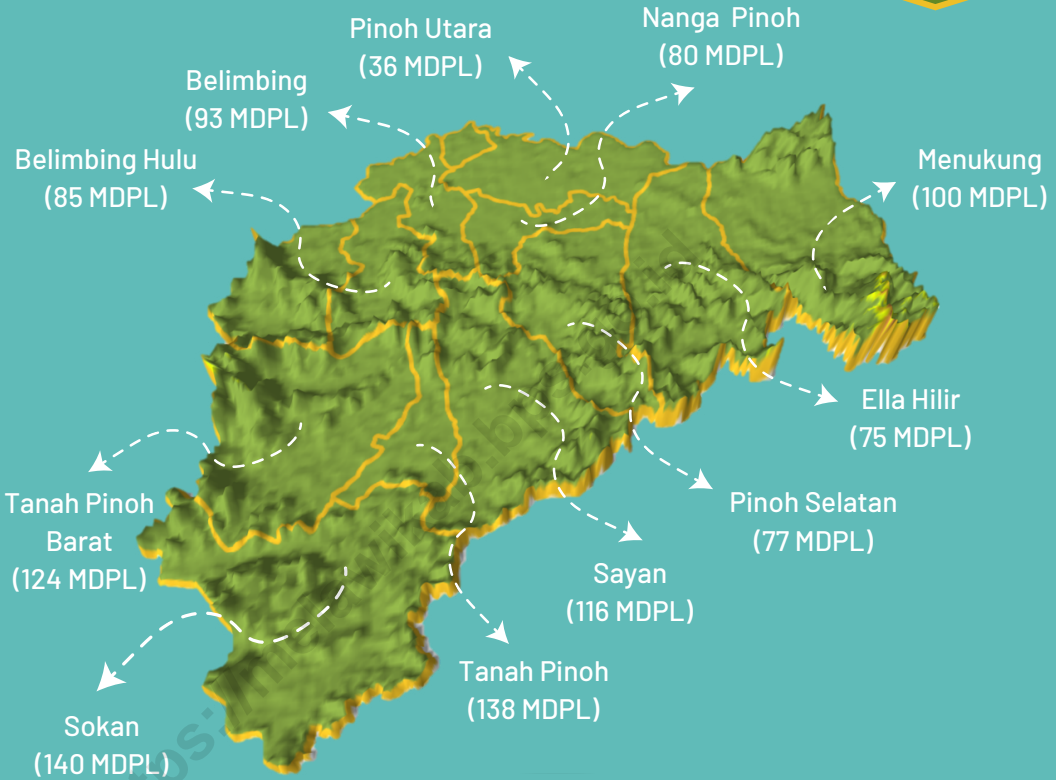 Nanga Pinoh
(80 MDPL)
Pinoh Utara
(36 MDPL)
Belimbing
(93 MDPL)
Belimbing Hulu
(85 MDPL)
Menukung
(100 MDPL)
Ella Hilir
(75 MDPL)
Pinoh Selatan
(77 MDPL)
Tanah Pinoh
Barat
(124 MDPL)
Sayan
(116 MDPL)
Tanah Pinoh
(138 MDPL)
Sokan
(140 MDPL)